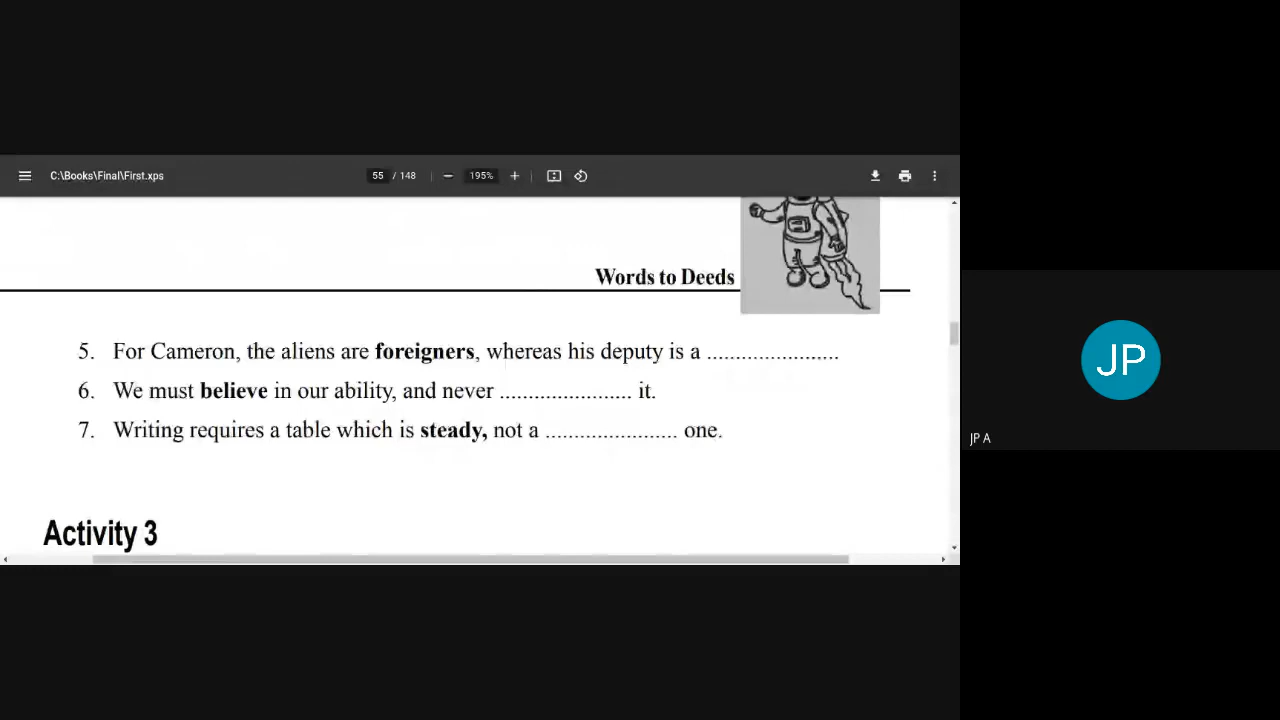 C:\Books\Final\First.xps
55 / 148
195%
Words to Deeds
5. For Cameron, the aliens are foreigners, whereas his deputy is a .......................
6. We must believe in our ability, and never ....................... it.
7. Writing requires a table which is steady, not a ....................... one.
Activity 3
JP
JP A